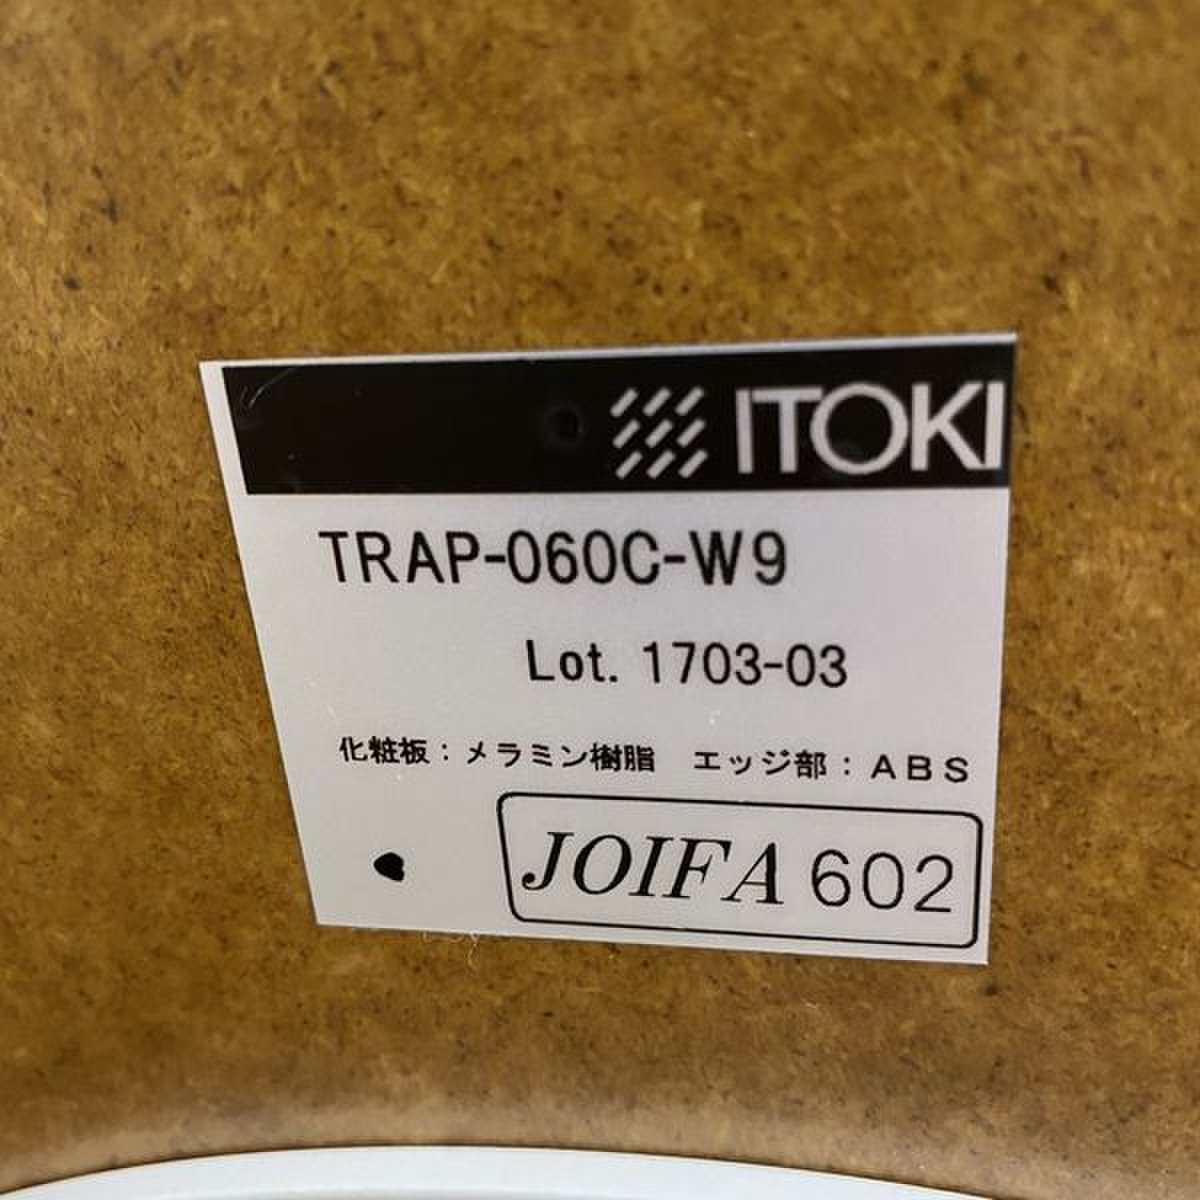 ITOKI
TRAP-060C-W9
Lot. 1703-03
化粧板：メラミン樹脂　エッジ部：ＡＢＳ
JOIFA 602